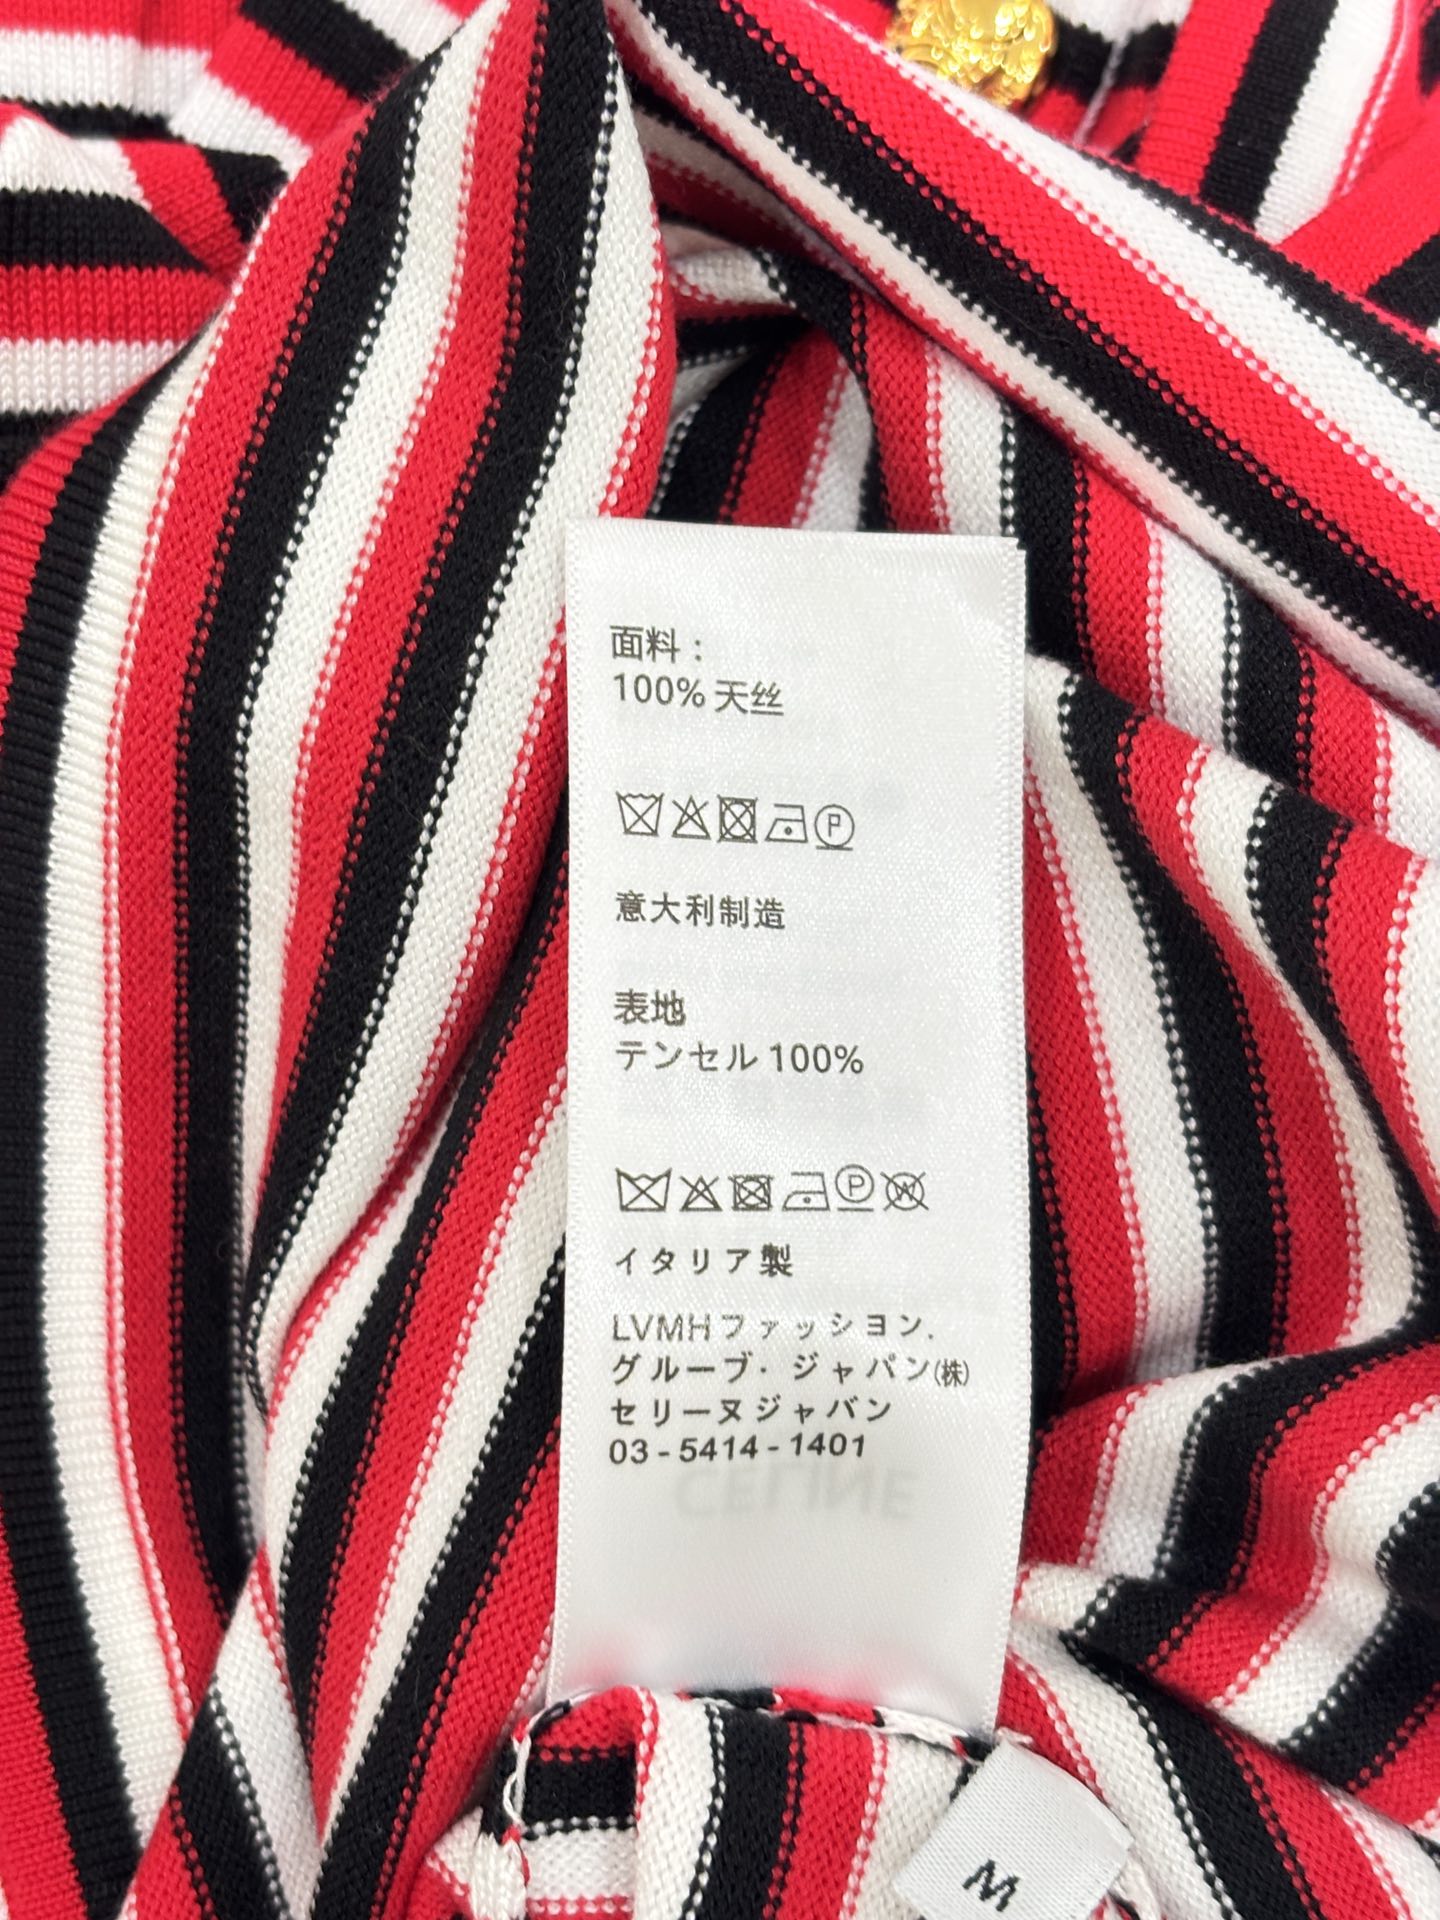 面料：
100% 天丝
P
意大利制造
表地
テンセル 100%
P W
イタリア製
LVMHファッション.
グループ・ジャパン(株)
セリーヌジャパン
03-5414-1401
CELINE
M